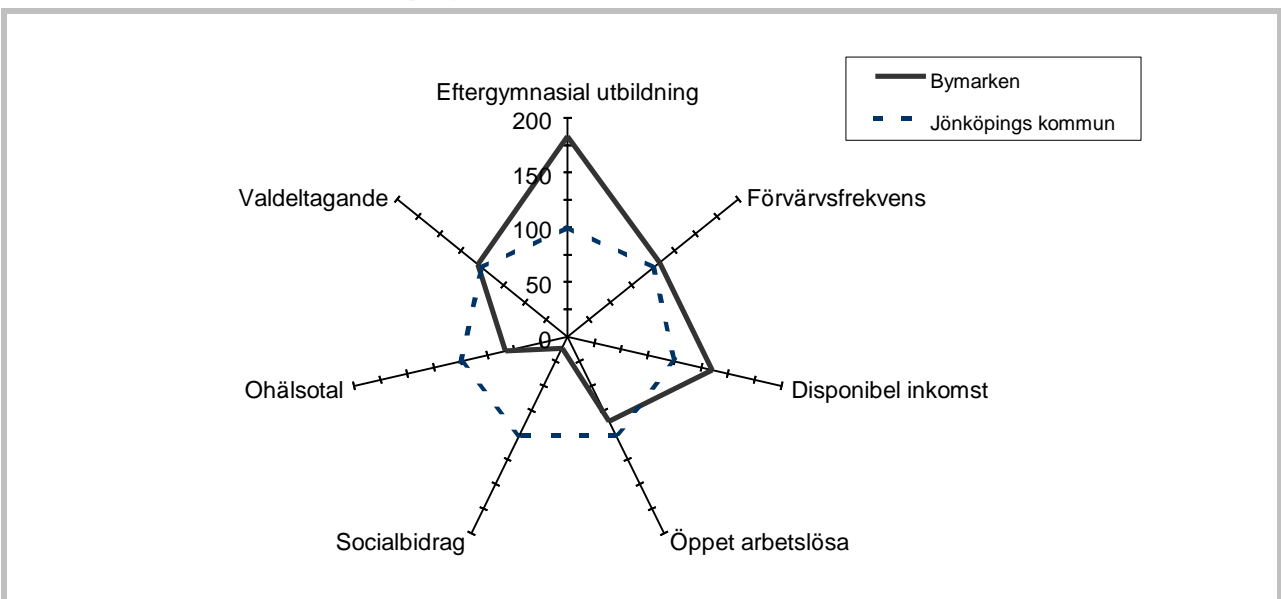 Bymarken
Jönköpings kommun
Eftergymnasial utbildning
200
150
100
50
0
Valdeltagande
Förvärvsfrekvens
Ohälsotal
Disponibel inkomst
Socialbidrag
Öppet arbetslösa